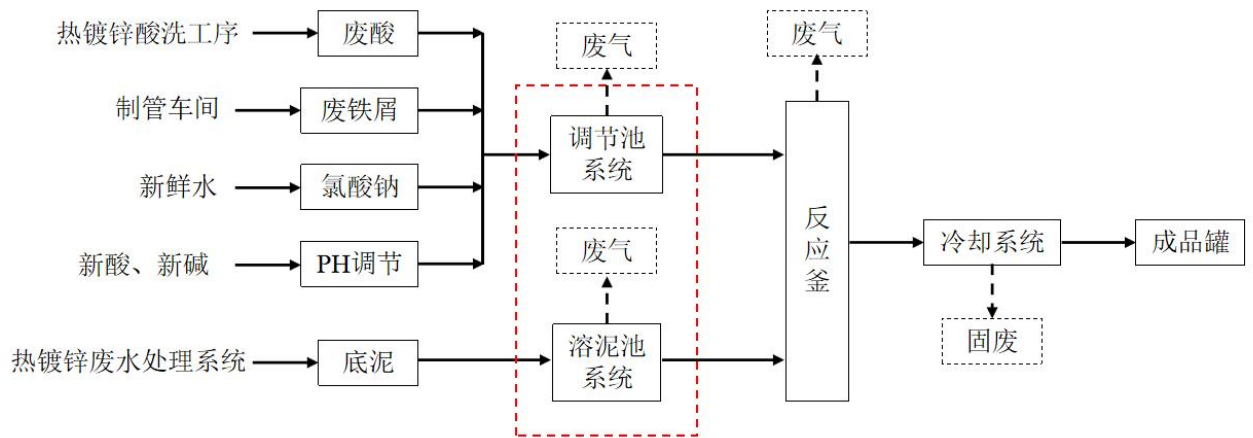 热镀锌酸洗工序
废酸
废气
废气
制管车间
废铁屑
调节池
系统
新鲜水
氯酸钠
反
应
釜
冷却系统
成品罐
新酸、新碱
PH调节
废气
固废
热镀锌废水处理系统
底泥
溶泥池
系统